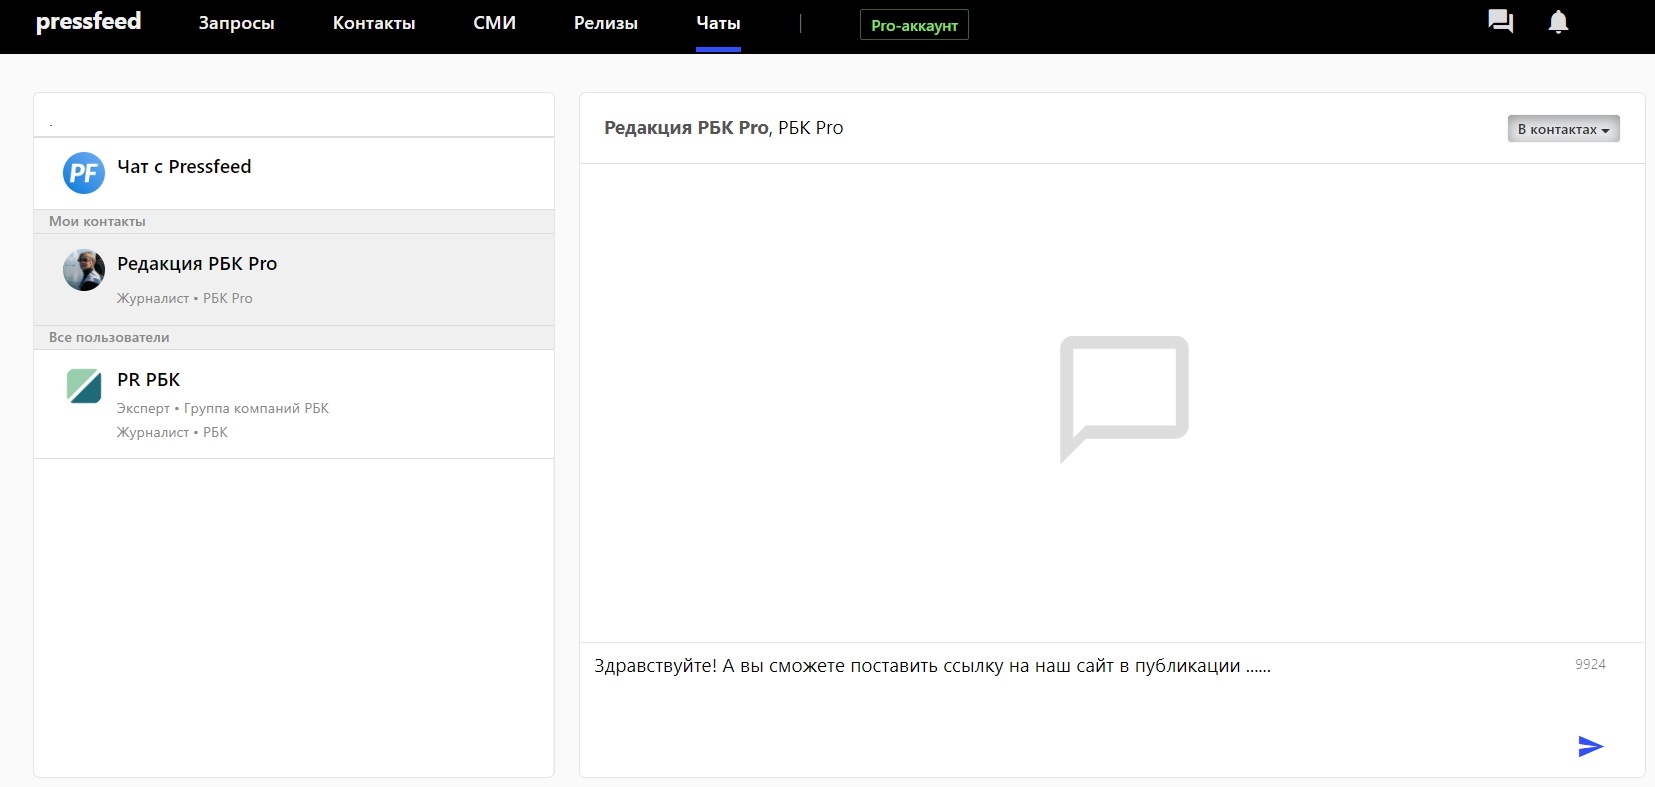 pressfeed Запросы Контакты СМИ Релизы Чаты Pro-аккаунт
.
PF Чат с Pressfeed
Мои контакты
Редакция РБК Pro
Журналист • РБК Pro
Все пользователи
PR РБК
Эксперт • Группа компаний РБК
Журналист • РБК
Редакция РБК Pro, РБК Pro
В контактах
Здравствуйте! А вы сможете поставить ссылку на наш сайт в публикации ......
9924